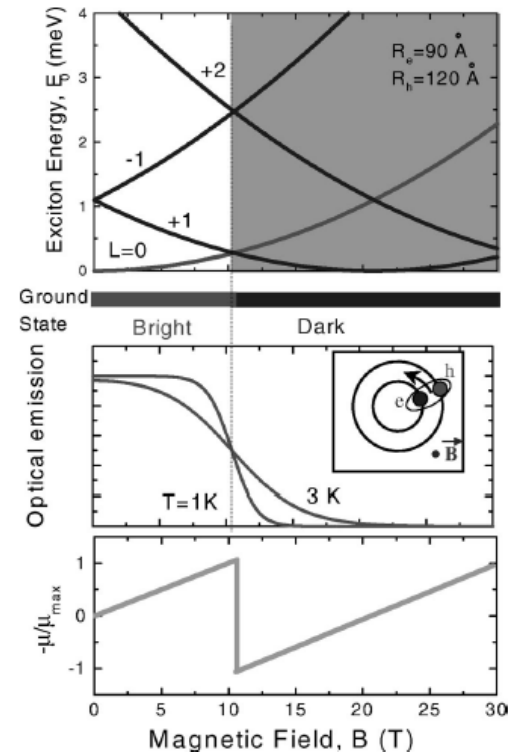 Exciton Energy, E₀ (meV)
4
3
2
1
0
+2
-1
+1
L=0
Rₑ=90 Å
Rₕ=120 Å
Ground
State
Bright
Dark
Optical emission
T=1K
3 K
e
h
B
-μ/μmax
1
0
-1
0
5
10
15
20
25
30
Magnetic Field, B (T)